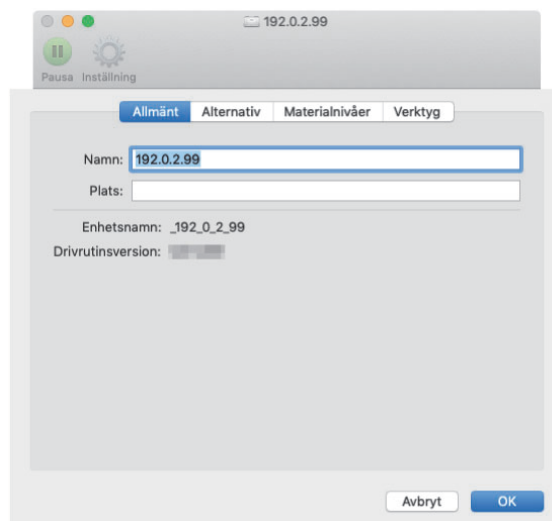 192.0.2.99
Pausa Inställning
Allmänt Alternativ Materialnivåer Verktyg
Namn: 192.0.2.99
Plats:
Enhetsnamn: _192_0_2_99
Drivrutinsversion:
Avbryt OK